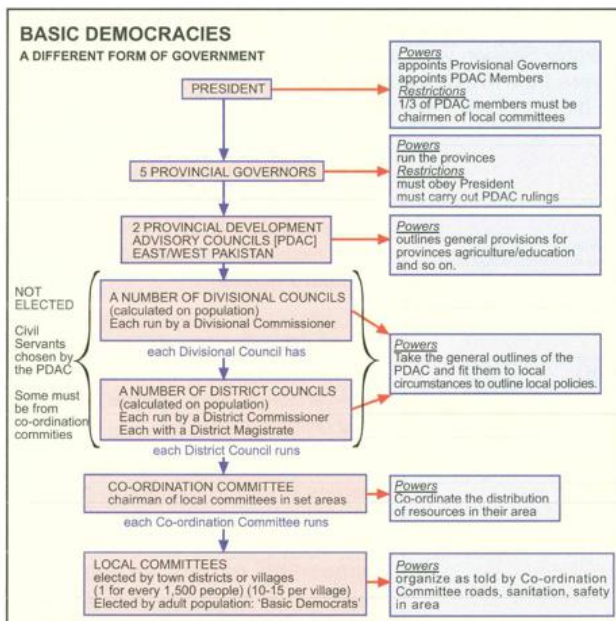 BASIC DEMOCRACIES
A DIFFERENT FORM OF GOVERNMENT
PRESIDENT
Powers
appoints Provisional Governors
appoints PDAC Members
Restrictions
1/3 of PDAC members must be
chairmen of local committees
5 PROVINCIAL GOVERNORS
Powers
run the provinces
Restrictions
must obey President
must carry out PDAC rulings
2 PROVINCIAL DEVELOPMENT
ADVISORY COUNCILS [PDAC]
EAST/WEST PAKISTAN
Powers
outlines general provisions for
provinces agriculture/education
and so on.
NOT
ELECTED
Civil
Servants
chosen by
the PDAC
Some must
be from
co-ordination
commities
A NUMBER OF DIVISIONAL COUNCILS
(calculated on population)
Each run by a Divisional Commissioner
each Divisional Council has
A NUMBER OF DISTRICT COUNCILS
(calculated on population)
Each run by a District Commissioner
Each with a District Magistrate
Powers
Take the general outlines of the
PDAC and fit them to local
circumstances to outline local policies.
each District Council runs
CO-ORDINATION COMMITTEE
chairman of local committees in set areas
Powers
Co-ordinate the distribution
of resources in their area
each Co-ordination Committee runs
LOCAL COMMITTEES
elected by town districts or villages
(1 for every 1,500 people) (10-15 per village)
Elected by adult population: 'Basic Democrats'
Powers
organize as told by Co-ordination
Committee roads, sanitation, safety
in area